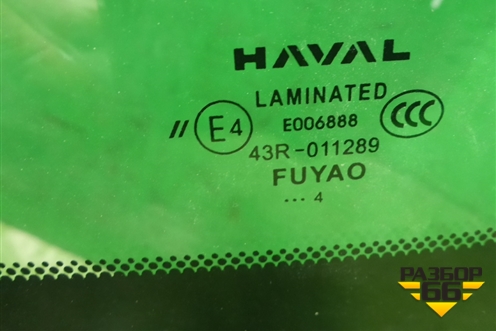 HAVAL
LAMINATED
E006888
// E4
CCC
43R-011289
FUYAO
... 4
РАЗБОР
66